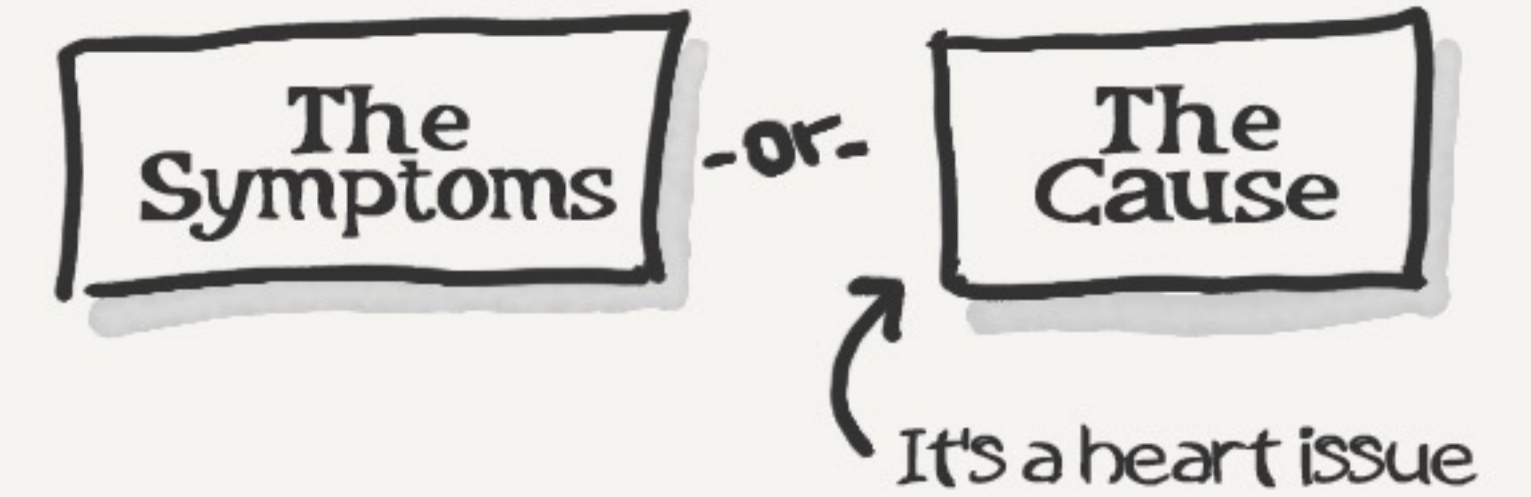 The
Symptoms
-or-
The
Cause
It's a heart issue